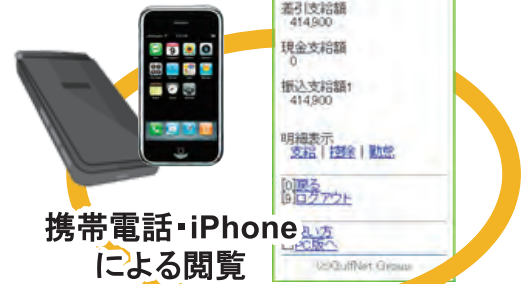 差引支給額
414,900
現金支給額
0
振込支給額1
414,900
明細表示
支給 | 控除 | 勤怠
[0]戻る
[9]ログアウト
い方
PC版へ
携帯電話・iPhone
による閲覧